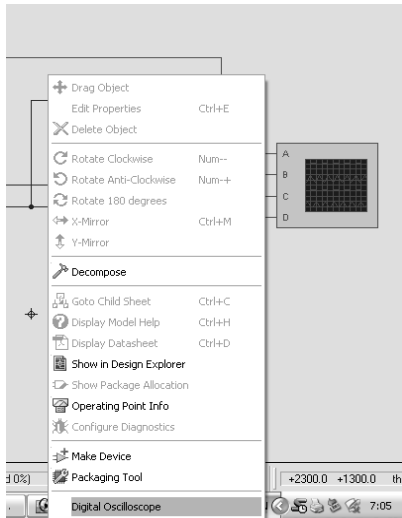 Drag Object
Edit Properties Ctrl+E
Delete Object
Rotate Clockwise Num--
Rotate Anti-Clockwise Num-+
Rotate 180 degrees
X-Mirror Ctrl+M
Y-Mirror
Decompose
Goto Child Sheet Ctrl+C
Display Model Help Ctrl+H
Display Datasheet Ctrl+D
Show in Design Explorer
Show Package Allocation
Operating Point Info
Configure Diagnostics
Make Device
Packaging Tool
Digital Oscilloscope
A
B
C
D
0%)
+2300.0 +1300.0 th
7:05